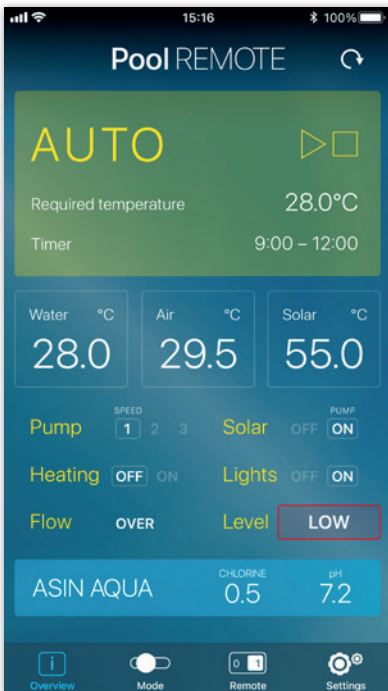 15:16 100%
Pool REMOTE
AUTO
Required temperature 28.0°C
Timer 9:00 – 12:00
Water °C Air °C Solar °C
28.0 29.5 55.0
SPEED PUMP
Pump 1 2 3 Solar OFF ON
Heating OFF ON Lights OFF ON
Flow OVER Level LOW
CHLORINE pH
ASIN AQUA 0.5 7.2
i 0 1
Overview Mode Remote Settings